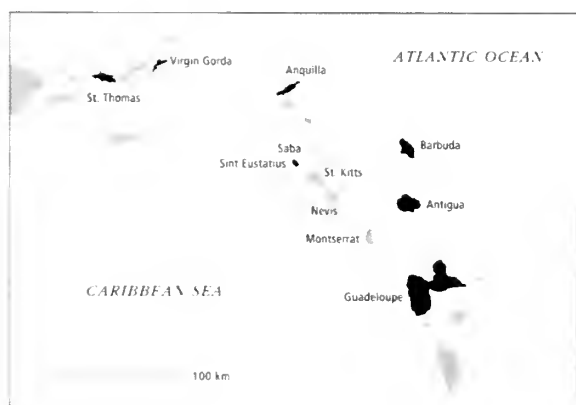 Virgin Gorda
ATLANTIC OCEAN
Anquilla
St. Thomas
Barbuda
Saba
Sint Eustatius
St. Kitts
Nevis
Antigua
Montserrat
CARIBBEAN SEA
Guadeloupe
100 km